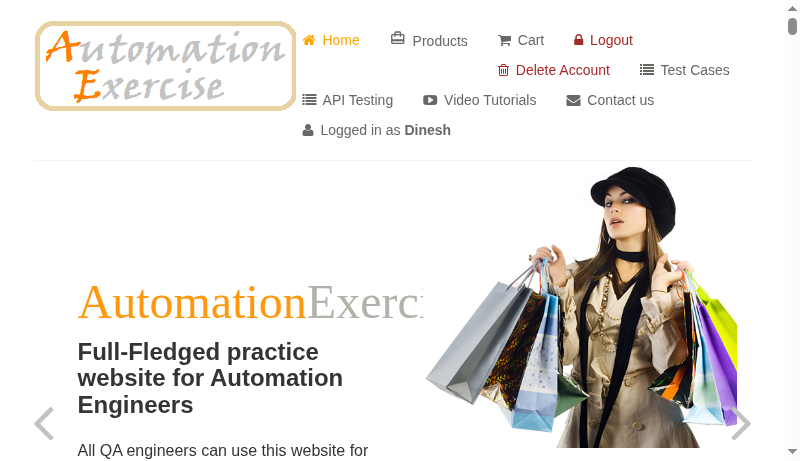 Automation
Exercise
Home
Products
Cart
Logout
Delete Account
Test Cases
API Testing
Video Tutorials
Contact us
Logged in as Dinesh
AutomationExerci
Full-Fledged practice
website for Automation
Engineers
All QA engineers can use this website for